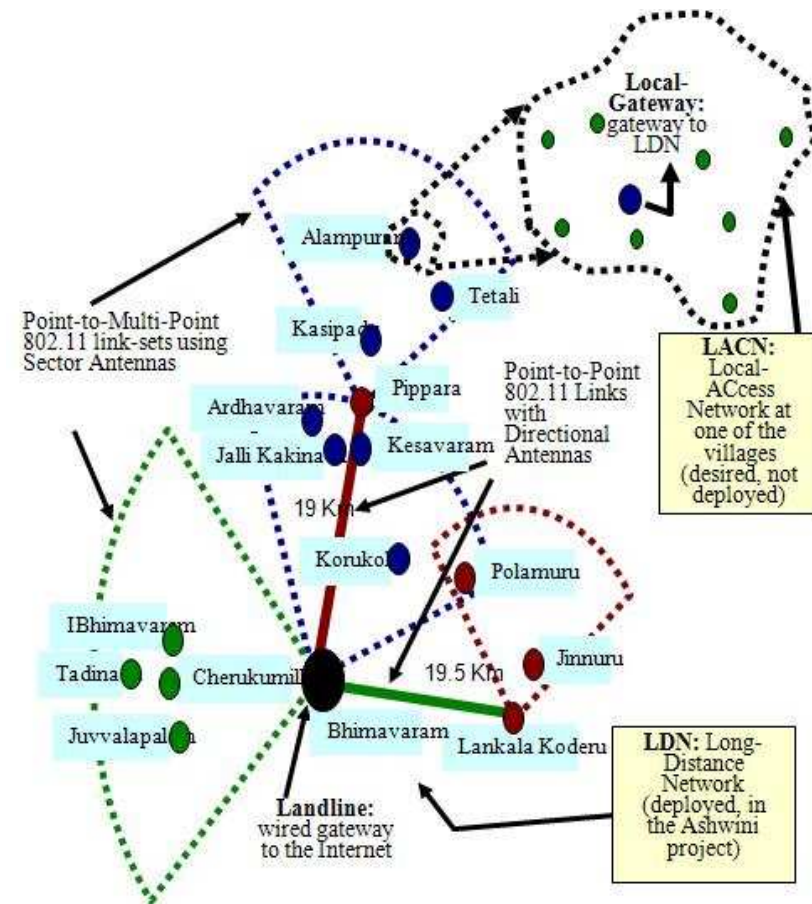 Local-
Gateway:
gateway to
LDN
Alampuram
Tetali
Point-to-Multi-Point
802.11 link-sets using
Sector Antennas
Kasipadu
Pippara
Point-to-Point
802.11 Links
with
Directional
Antennas
LACN:
Local-
ACcess
Network at
one of the
villages
(desired, not
deployed)
Ardhavaram
Jalli Kakina
Kesavaram
19 Km
Polamuru
IBhimavaram
Jinnuru
Tadina
Cherukumilli
19.5 Km
Juvvalapalem
Bhimavaram
Lankala Koderu
Landline:
wired gateway
to the Internet
LDN: Long-
Distance
Network
(deployed, in
the Ashwini
project)